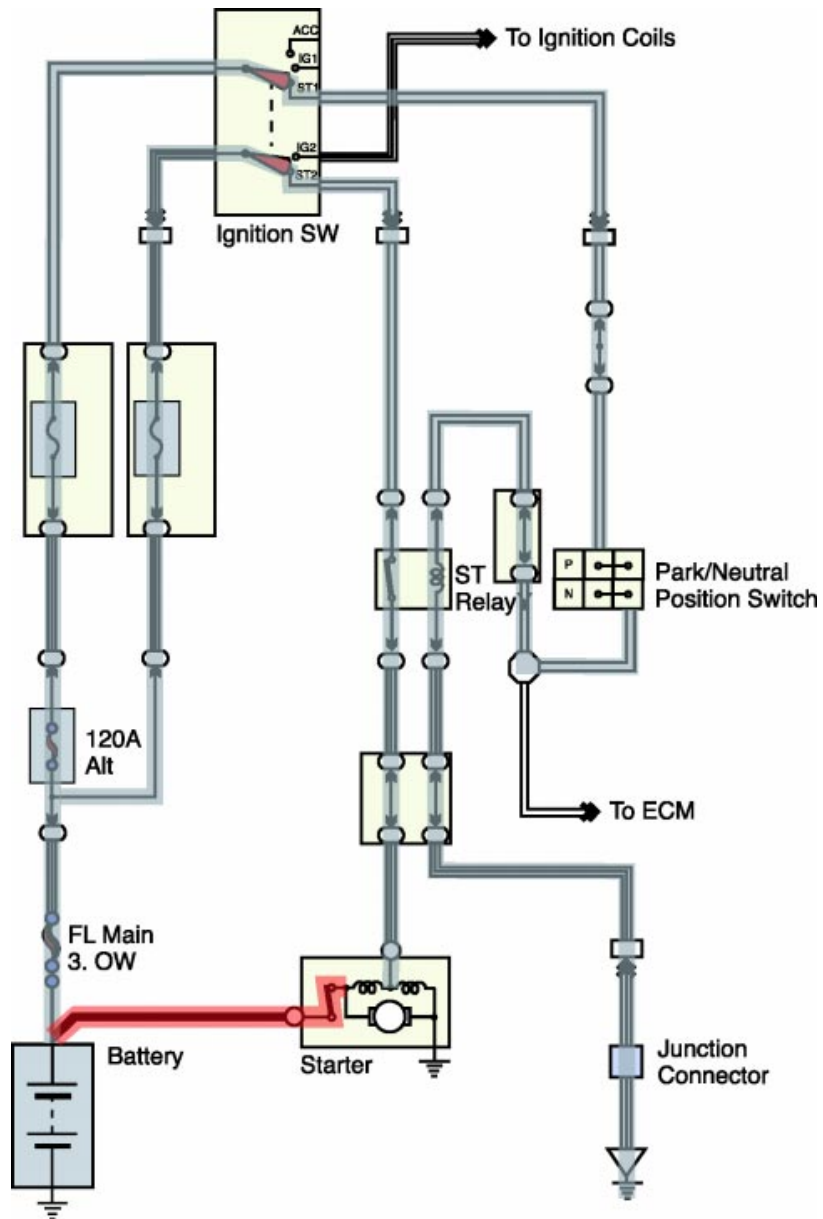 ACC
To Ignition Coils
IG1
ST1
IG2
ST2
Ignition SW
ST
Relay
P
N
Park/Neutral
Position Switch
120A
Alt
To ECM
FL Main
3. OW
Battery
Starter
Junction
Connector